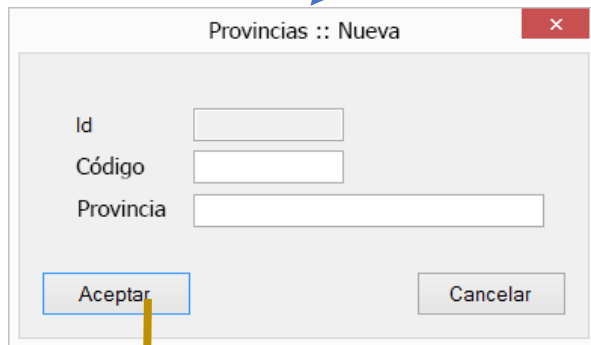 Provincias :: Nueva
Id
Código
Provincia
Aceptar
Cancelar